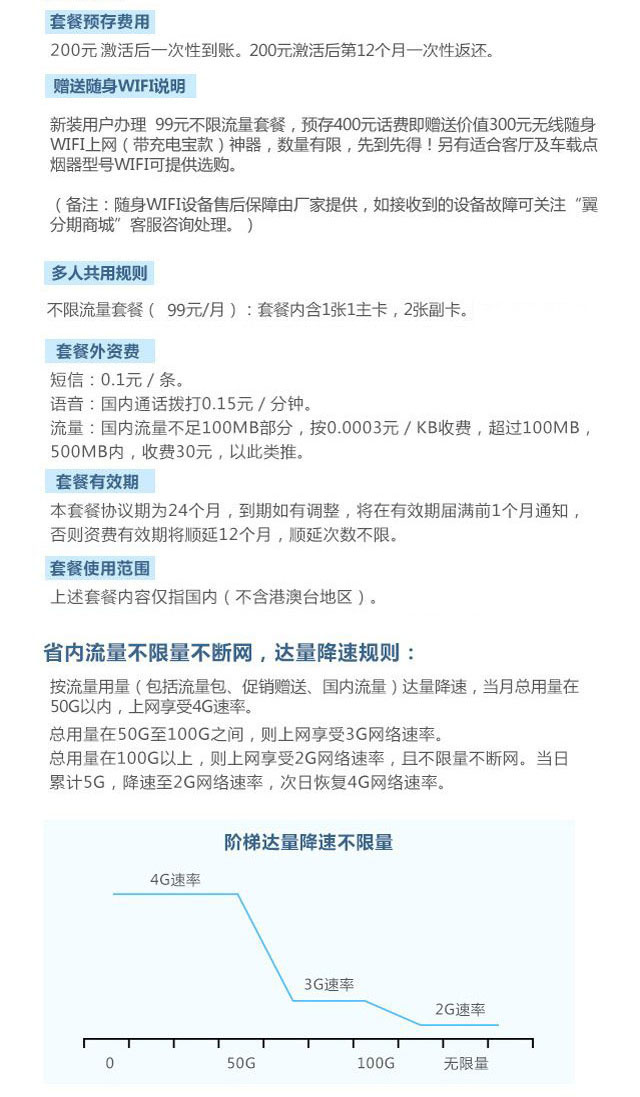 套餐预存费用
200元 激活后一次性到账。200元激活后第12个月一次性返还。
赠送随身WIFI说明
新装用户办理 99元不限流量套餐，预存400元话费即赠送价值300元无线随身
WIFI上网（带充电宝款）神器，数量有限，先到先得！另有适合客厅及车载点
烟器型号WIFI可提供选购。
（备注：随身WIFI设备售后保障由厂家提供，如接收到的设备故障可关注“翼
分期商城”客服咨询处理。）
多人共用规则
不限流量套餐（ 99元/月）：套餐内含1张1主卡，2张副卡。
套餐外资费
短信：0.1元 / 条。
语音：国内通话拨打0.15元 / 分钟。
流量：国内流量不足100MB部分，按0.0003元 / KB收费，超过100MB，
500MB内，收费30元，以此类推。
套餐有效期
本套餐协议期为24个月，到期如有调整，将在有效期届满前1个月通知，
否则资费有效期将顺延12个月，顺延次数不限。
套餐使用范围
上述套餐内容仅指国内（不含港澳台地区）。
省内流量不限量不断网，达量降速规则：
按流量用量（包括流量包、促销赠送、国内流量）达量降速，当月总用量在
50G以内，上网享受4G速率。
总用量在50G至100G之间，则上网享受3G网络速率。
总用量在100G以上，则上网享受2G网络速率，且不限量不断网。当日
累计5G，降速至2G网络速率，次日恢复4G网络速率。
阶梯达量降速不限量
4G速率
3G速率
2G速率
0 50G 100G 无限量